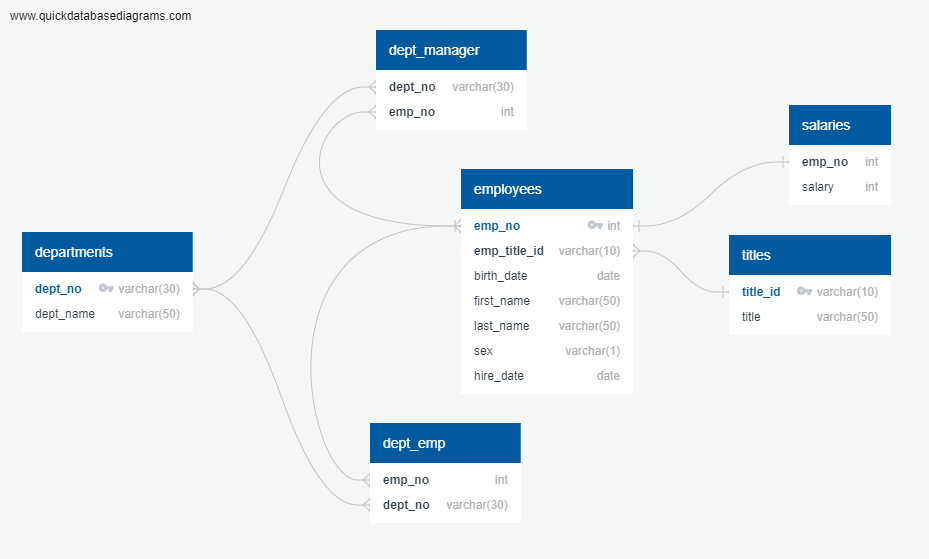 www.quickdatabasediagrams.com
dept_manager
dept_no varchar(30)
emp_no int
salaries
emp_no int
salary int
employees
emp_no int
emp_title_id varchar(10)
birth_date date
first_name varchar(50)
last_name varchar(50)
sex varchar(1)
hire_date date
departments
dept_no varchar(30)
dept_name varchar(50)
titles
title_id varchar(10)
title varchar(50)
dept_emp
emp_no int
dept_no varchar(30)